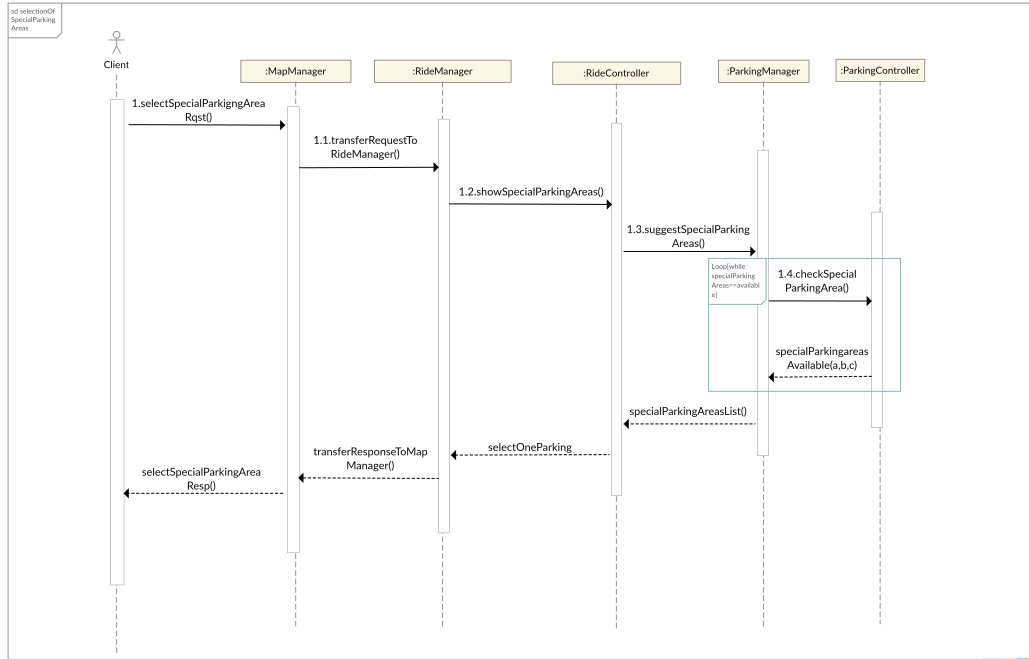 sd selectionOf
SpecialParking
Areas
Client
:MapManager
:RideManager
:RideController
:ParkingManager
:ParkingController
1.selectSpecialParkigngArea
Rqst()
1.1.transferRequestTo
RideManager()
1.2.showSpecialParkingAreas()
1.3.suggestSpecialParking
Areas()
Loop[while
specialParking
Areas==availabl
e]
1.4.checkSpecial
ParkingArea()
specialParkingareas
Available(a,b,c)
specialParkingAreasList()
selectOneParking
transferResponseToMap
Manager()
selectSpecialParkingArea
Resp()